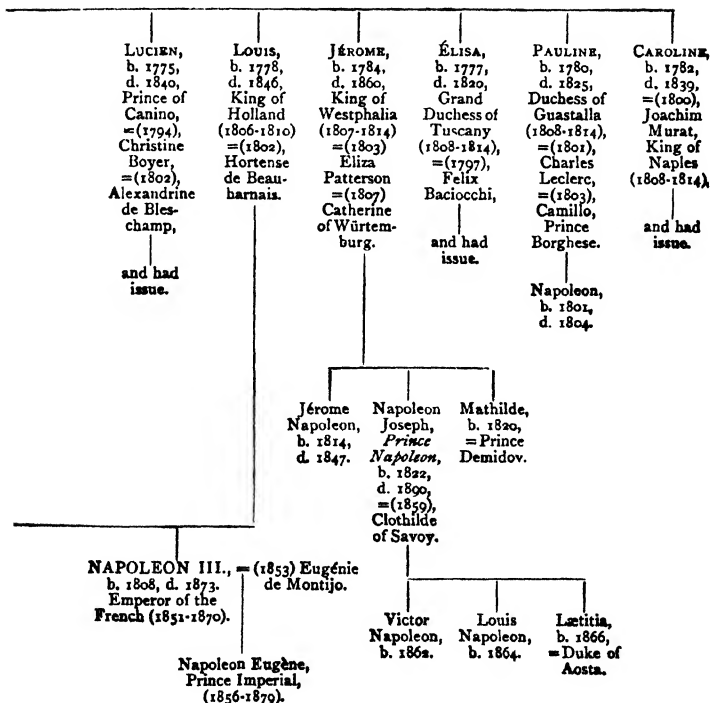 LUCIEN,
b. 1775,
d. 1840,
Prince of
Canino,
=(1794),
Christine
Boyer,
=(1802),
Alexandrine
de Bles-
champ,
and had
issue.
LOUIS,
b. 1778,
d. 1846,
King of
Holland
(1806-1810)
=(1802),
Hortense
de Beau-
harnais.
JÉROME,
b. 1784,
d. 1860,
King of
Westphalia
(1807-1814)
=(1803)
Eliza
Patterson
=(1807)
Catherine
of Würtem-
burg.
ÉLISA,
b. 1777,
d. 1820,
Grand
Duchess of
Tuscany
(1808-1814),
=(1797),
Felix
Baciocchi,
and had
issue.
PAULINE,
b. 1780,
d. 1825,
Duchess of
Guastalla
(1808-1814),
=(1801),
Charles
Leclerc,
=(1803),
Camillo,
Prince
Borghese.
Napoleon,
b. 1801,
d. 1804.
CAROLINE,
b. 1782,
d. 1839,
=(1800),
Joachim
Murat,
King of
Naples
(1808-1814),
and had
issue.
Jérome
Napoleon,
b. 1814,
d. 1847.
Napoleon
Joseph,
Prince
Napoleon,
b. 1822,
d. 1890,
=(1859),
Clothilde
of Savoy.
Mathilde,
b. 1820,
=Prince
Demidov.
NAPOLEON III., = (1853) Eugénie
b. 1808, d. 1873. de Montijo.
Emperor of the
French (1851-1870).
Napoleon Eugène,
Prince Imperial,
(1856-1879).
Victor
Napoleon,
b. 1862.
Louis
Napoleon,
b. 1864.
Lætitia,
b. 1866,
=Duke of
Aosta.